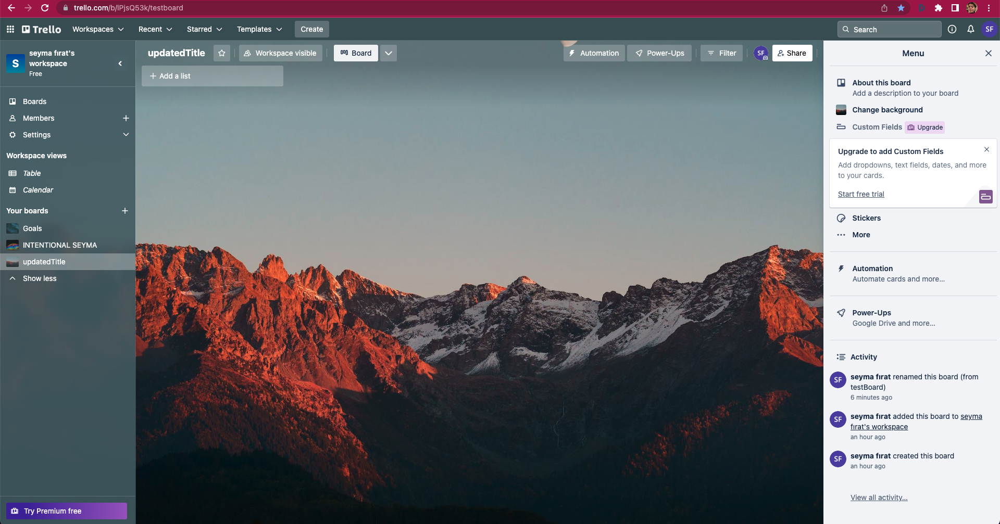 trello.com/b/lPjsQ53k/testboard
Trello
Workspaces
Recent
Starred
Templates
Create
Search
SF
S
seyma fırat's
workspace
Free
Boards
Members
Settings
Workspace views
Table
Calendar
Your boards
Goals
INTENTIONAL SEYMA
updatedTitle
Show less
Try Premium free
updatedTitle
Workspace visible
Board
Automation
Power-Ups
Filter
SF
Share
+ Add a list
Menu
About this board
Add a description to your board
Change background
Custom Fields
Upgrade
Upgrade to add Custom Fields
Add dropdowns, text fields, dates, and more
to your cards.
Start free trial
Stickers
More
Automation
Automate cards and more...
Power-Ups
Google Drive and more...
Activity
SF
seyma fırat renamed this board (from
testBoard)
6 minutes ago
SF
seyma fırat added this board to seyma
fırat's workspace
an hour ago
SF
seyma fırat created this board
an hour ago
View all activity...